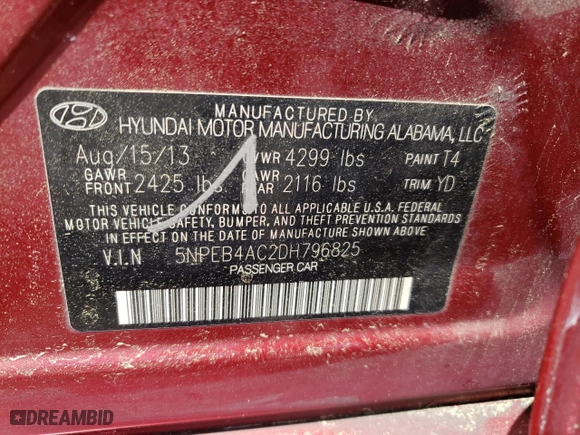 MANUFACTURED BY
HYUNDAI MOTOR MANUFACTURING ALABAMA, LLC
Aug/15/13 GVWR 4299 lbs PAINT T4
GAWR FRONT 2425 lbs GAWR REAR 2116 lbs TRIM YD
THIS VEHICLE CONFORMS TO ALL APPLICABLE U.S.A. FEDERAL
MOTOR VEHICLE SAFETY, BUMPER, AND THEFT PREVENTION STANDARDS
IN EFFECT ON THE DATE OF MANUFACTURE SHOWN ABOVE.
V.I.N 5NPEB4AC2DH796825
PASSENGER CAR
DREAMBID